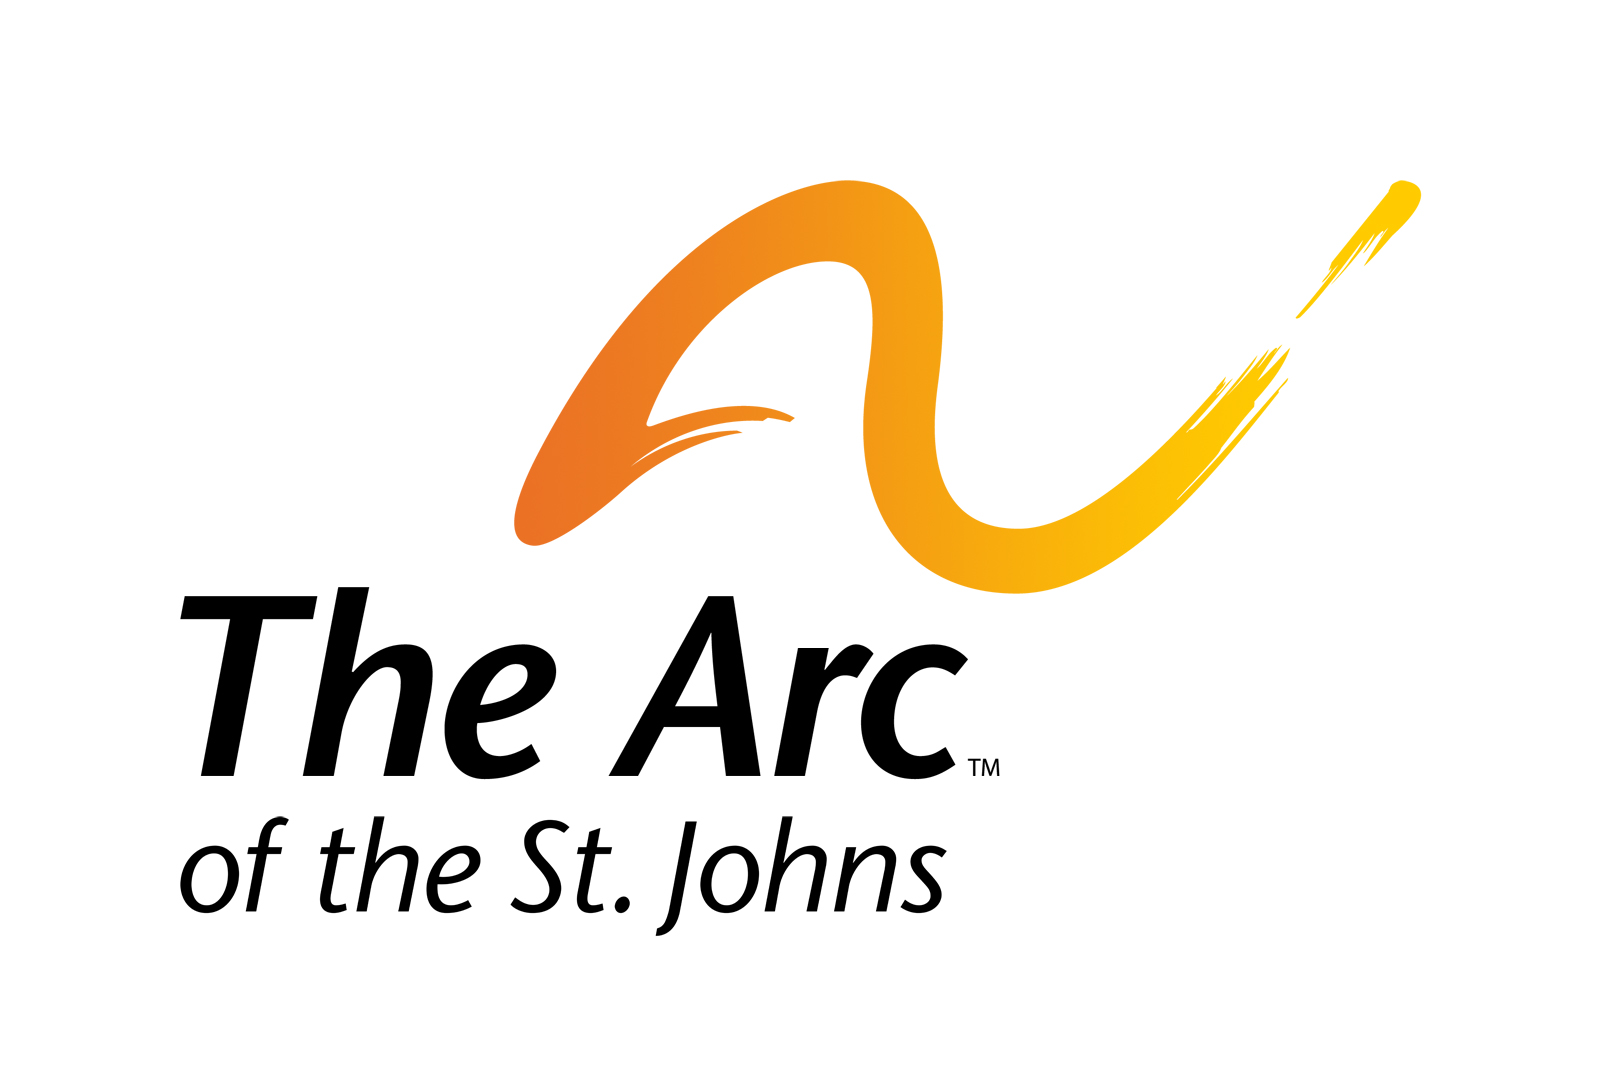 The Arc™
of the St. Johns